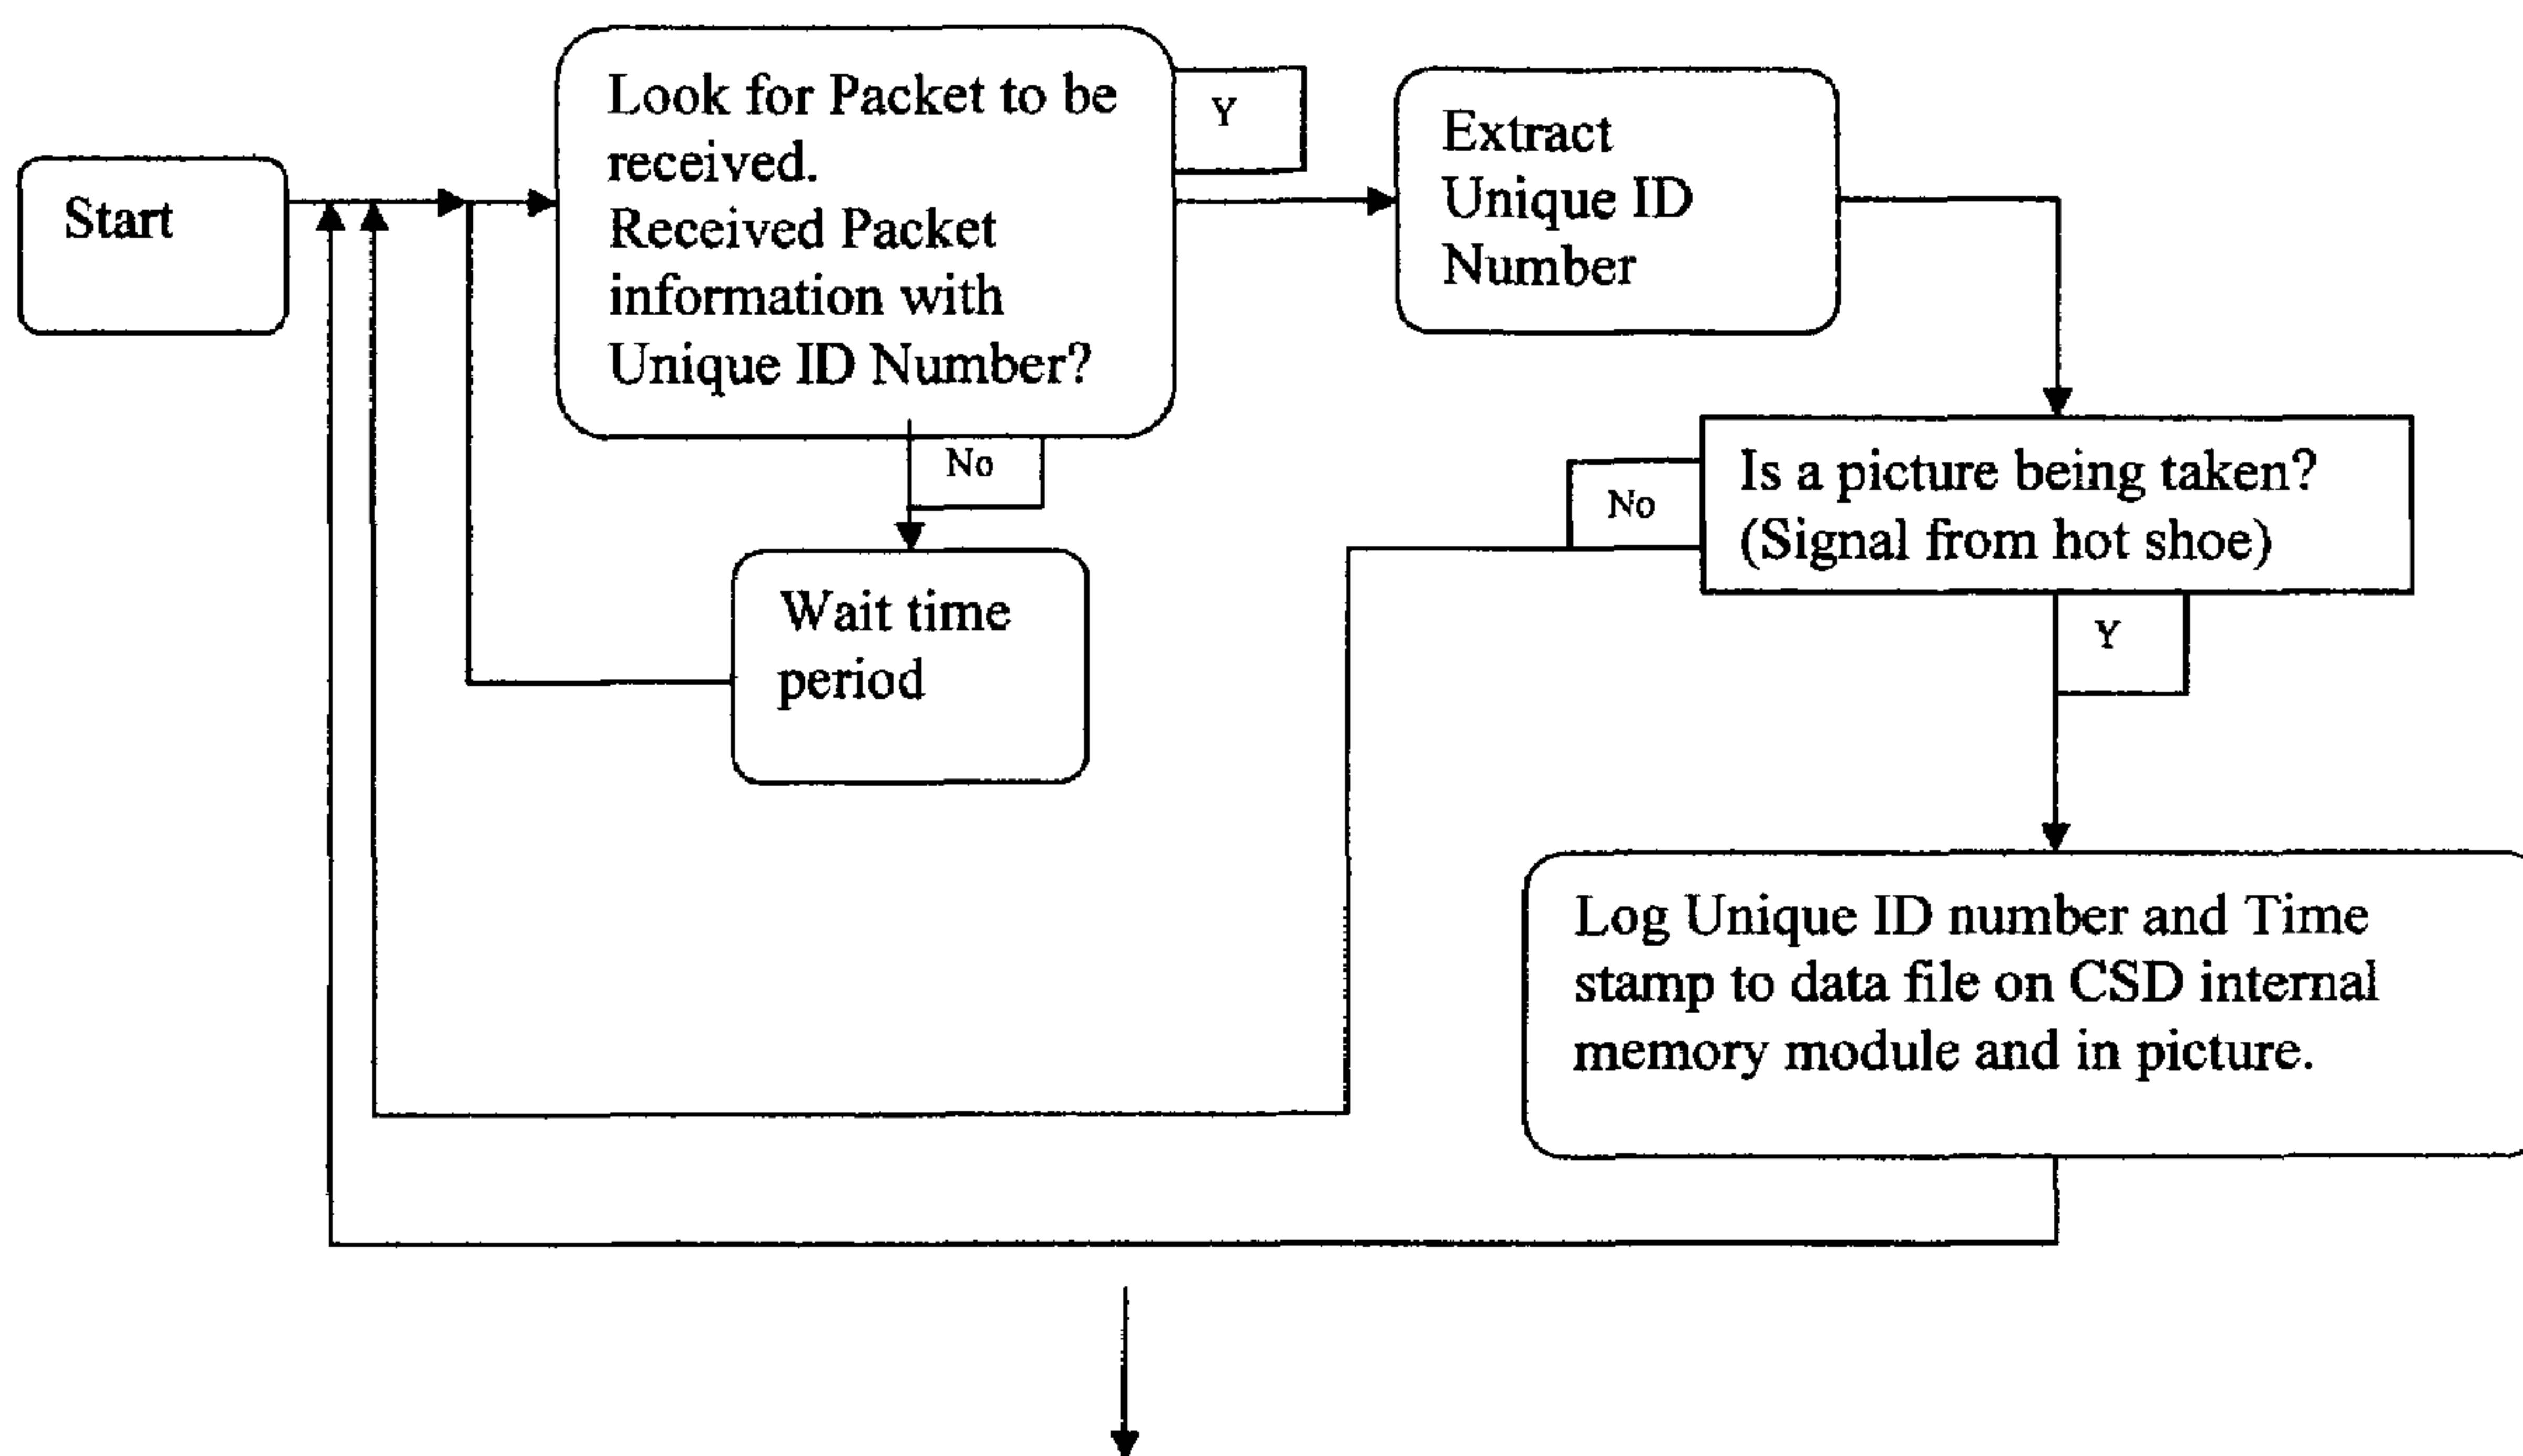 Start
Look for Packet to be
received.
Received Packet
information with
Unique ID Number?
Y
No
Wait time
period
Extract
Unique ID
Number
Is a picture being taken?
(Signal from hot shoe)
No
Y
Log Unique ID number and Time
stamp to data file on CSD internal
memory module and in picture.